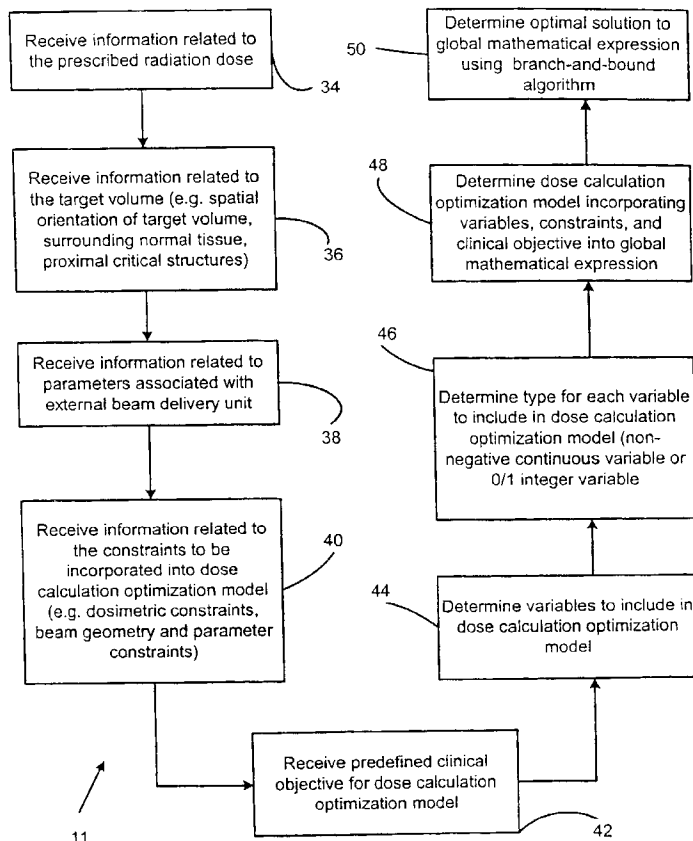 Receive information related to
the prescribed radiation dose
34
Receive information related to
the target volume (e.g. spatial
orientation of target volume,
surrounding normal tissue,
proximal critical structures)
36
Receive information related to
parameters associated with
external beam delivery unit
38
Receive information related to
the constraints to be
incorporated into dose
calculation optimization model
(e.g. dosimetric constraints,
beam geometry and parameter
constraints)
40
Receive predefined clinical
objective for dose calculation
optimization model
42
44
Determine variables to include in
dose calculation optimization
model
46
Determine type for each variable
to include in dose calculation
optimization model (non-
negative continuous variable or
0/1 integer variable
48
Determine dose calculation
optimization model incorporating
variables, constraints, and
clinical objective into global
mathematical expression
50
Determine optimal solution to
global mathematical expression
using branch-and-bound
algorithm
11